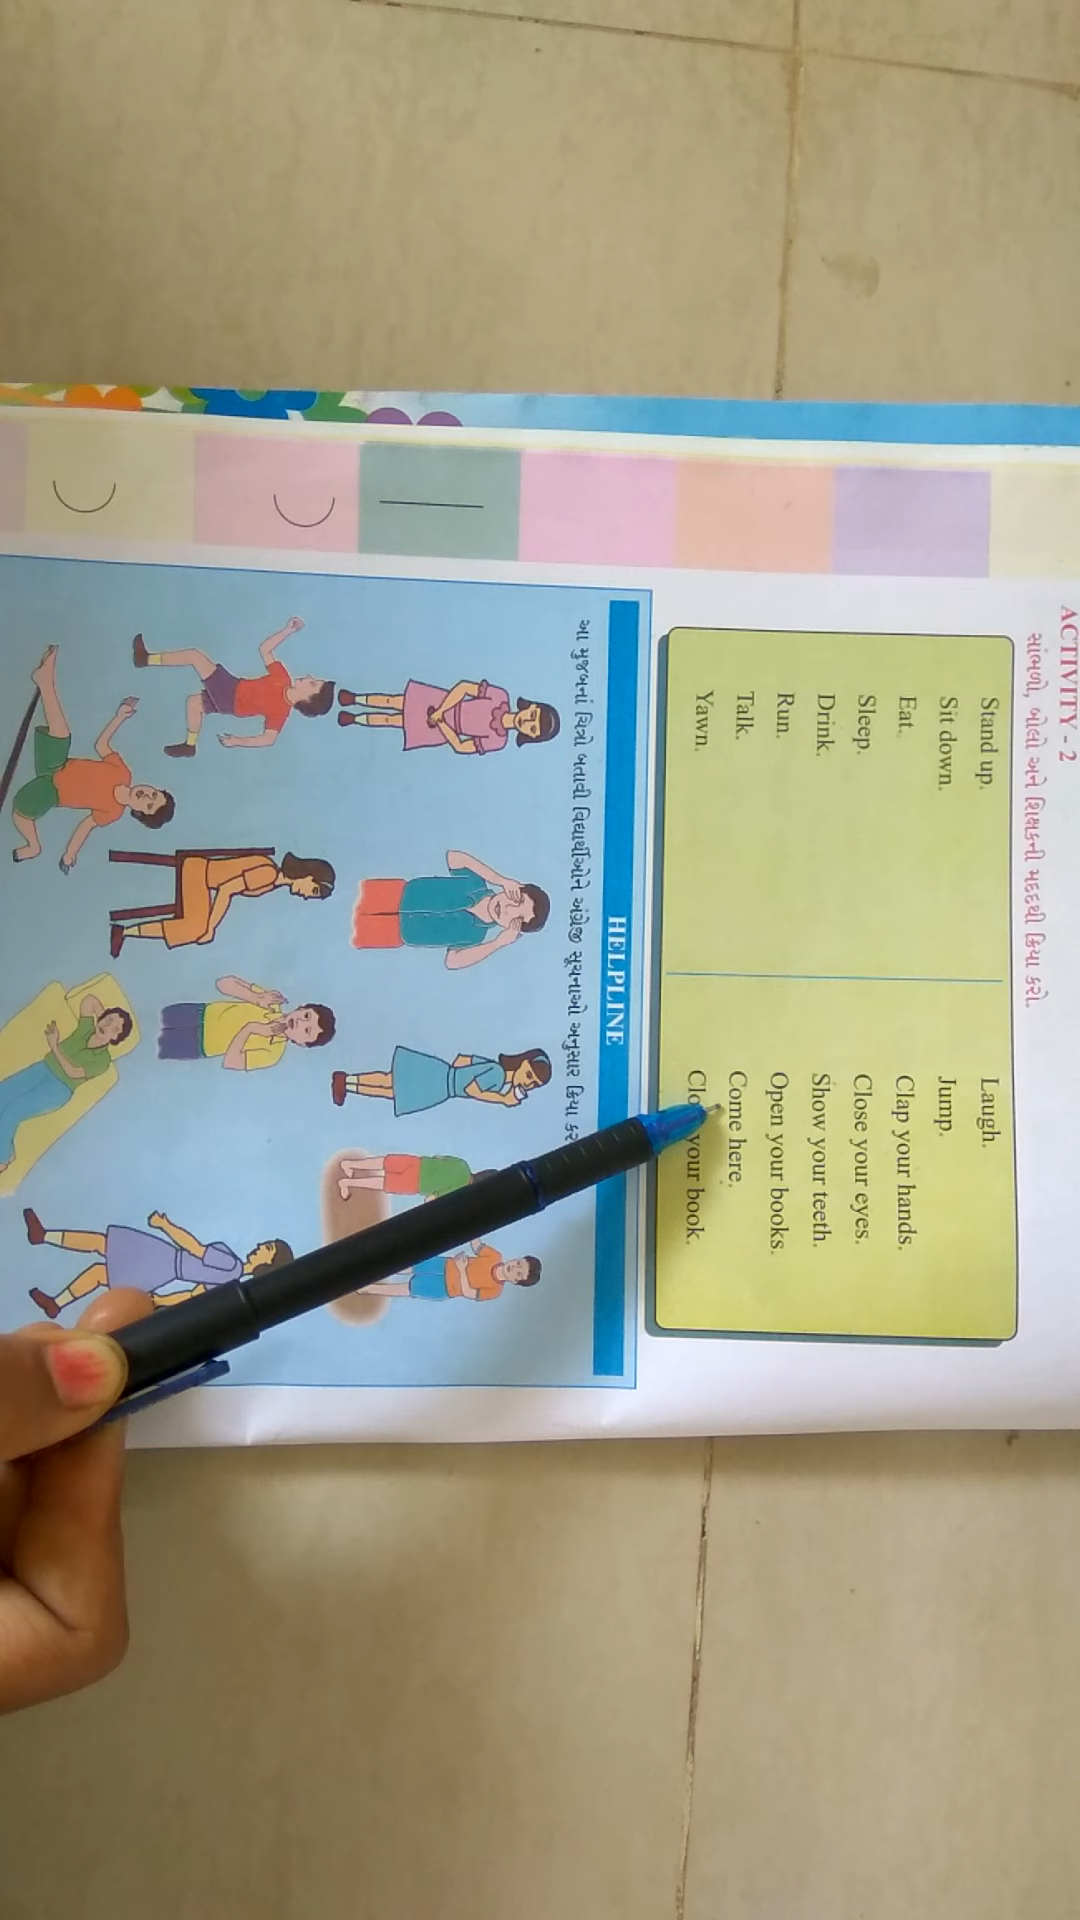 ACTIVITY - 2
સાંભળો, બોલો અને શિક્ષકની મદદથી ક્રિયા કરો.
Stand up.
Sit down.
Eat.
Sleep.
Drink.
Run.
Talk.
Yawn.
Laugh.
Jump.
Clap your hands.
Close your eyes.
Show your teeth.
Open your books.
Come here.
your book.
HELPLINE
આ મુજબનાં ચિત્રો બતાવી વિદ્યાર્થીઓને અંગ્રેજી સૂચનાઓ અનુસાર ક્રિયા